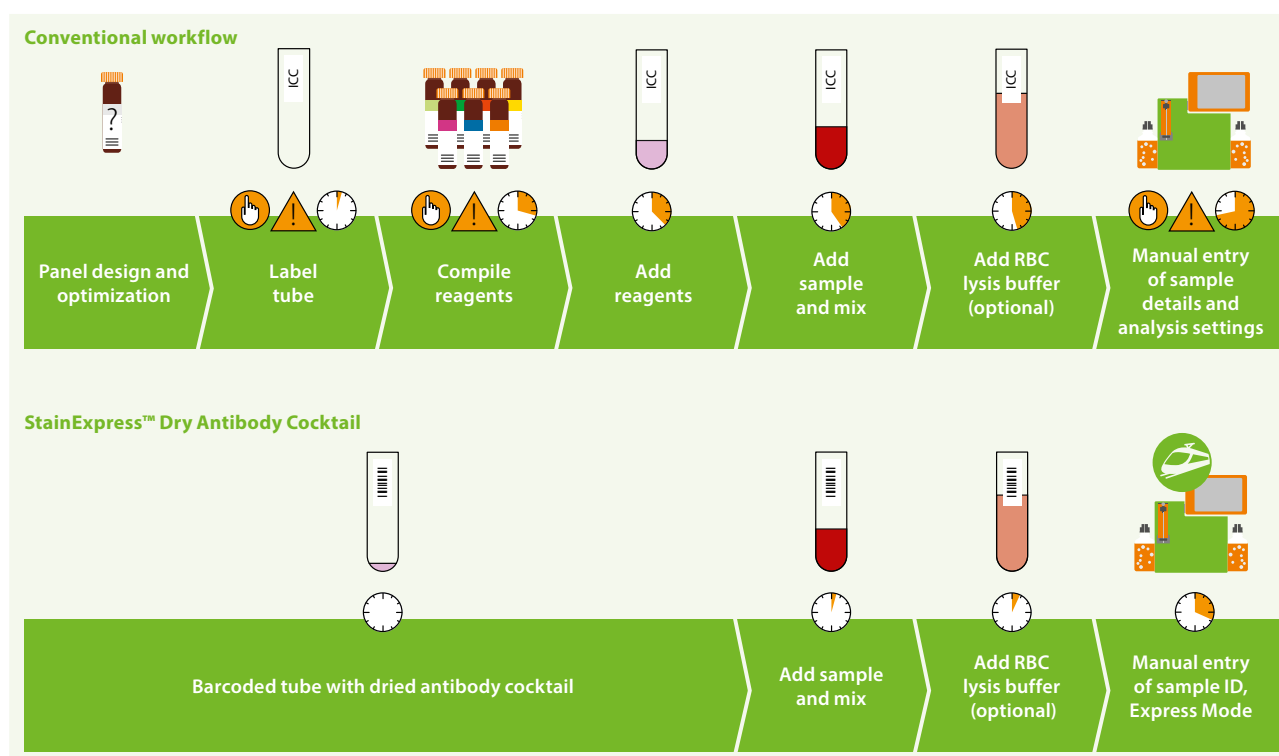 Conventional workflow
ICC
ICC
ICC
ICC
?
!
!
!
Panel design and
optimization
Label
tube
Compile
reagents
Add
reagents
Add
sample
and mix
Add RBC
lysis buffer
(optional)
Manual entry
of sample
details and
analysis settings
StainExpress™ Dry Antibody Cocktail
Barcoded tube with dried antibody cocktail
Add sample
and mix
Add RBC
lysis buffer
(optional)
Manual entry
of sample ID,
Express Mode